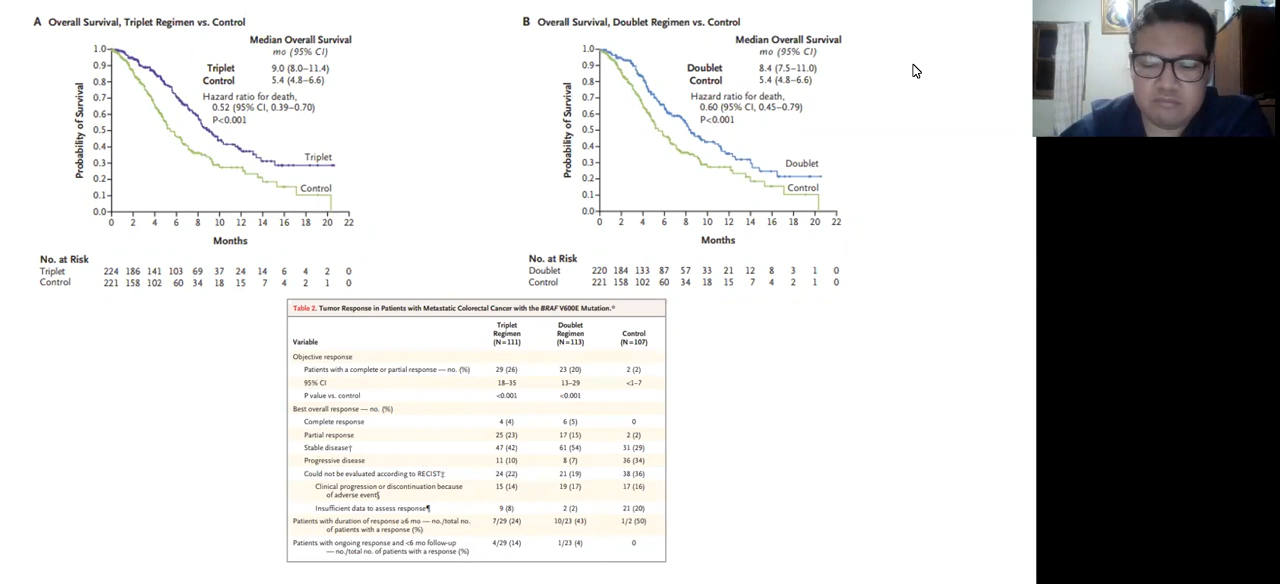 A Overall Survival, Triplet Regimen vs. Control
Median Overall Survival
mo (95% CI)
Triplet 9.0 (8.0–11.4)
Control 5.4 (4.8–6.6)
Hazard ratio for death,
0.52 (95% CI, 0.39–0.70)
P<0.001
Probability of Survival
1.0
0.9
0.8
0.7
0.6
0.5
0.4
0.3
0.2
0.1
0.0
Triplet
Control
0 2 4 6 8 10 12 14 16 18 20 22
Months
No. at Risk
Triplet 224 186 141 103 69 37 24 14 6 4 2 0
Control 221 158 102 60 34 18 15 7 4 2 1 0
B Overall Survival, Doublet Regimen vs. Control
Median Overall Survival
mo (95% CI)
Doublet 8.4 (7.5–11.0)
Control 5.4 (4.8–6.6)
Hazard ratio for death,
0.60 (95% CI, 0.45–0.79)
P<0.001
Probability of Survival
1.0
0.9
0.8
0.7
0.6
0.5
0.4
0.3
0.2
0.1
0.0
Doublet
Control
0 2 4 6 8 10 12 14 16 18 20 22
Months
No. at Risk
Doublet 220 184 133 87 57 33 21 12 8 3 1 0
Control 221 158 102 60 34 18 15 7 4 2 1 0
Table 2. Tumor Response in Patients with Metastatic Colorectal Cancer with the BRAF V600E Mutation.*
Variable Triplet Regimen (N=111) Doublet Regimen (N=113) Control (N=107)
Objective response
Patients with a complete or partial response — no. (%) 29 (26) 23 (20) 2 (2)
95% CI 18–35 13–29 <1–7
P value vs. control <0.001 <0.001
Best overall response — no. (%)
Complete response 4 (4) 6 (5) 0
Partial response 25 (23) 17 (15) 2 (2)
Stable disease† 47 (42) 61 (54) 31 (29)
Progressive disease 11 (10) 8 (7) 36 (34)
Could not be evaluated according to RECIST‡ 24 (22) 21 (19) 38 (36)
Clinical progression or discontinuation because 15 (14) 19 (17) 17 (16)
of adverse event§
Insufficient data to assess response¶ 9 (8) 2 (2) 21 (20)
Patients with duration of response ≥6 mo — no./total no. 7/29 (24) 10/23 (43) 1/2 (50)
of patients with a response (%)
Patients with ongoing response and <6 mo follow-up 4/29 (14) 1/23 (4) 0
— no./total no. of patients with a response (%)